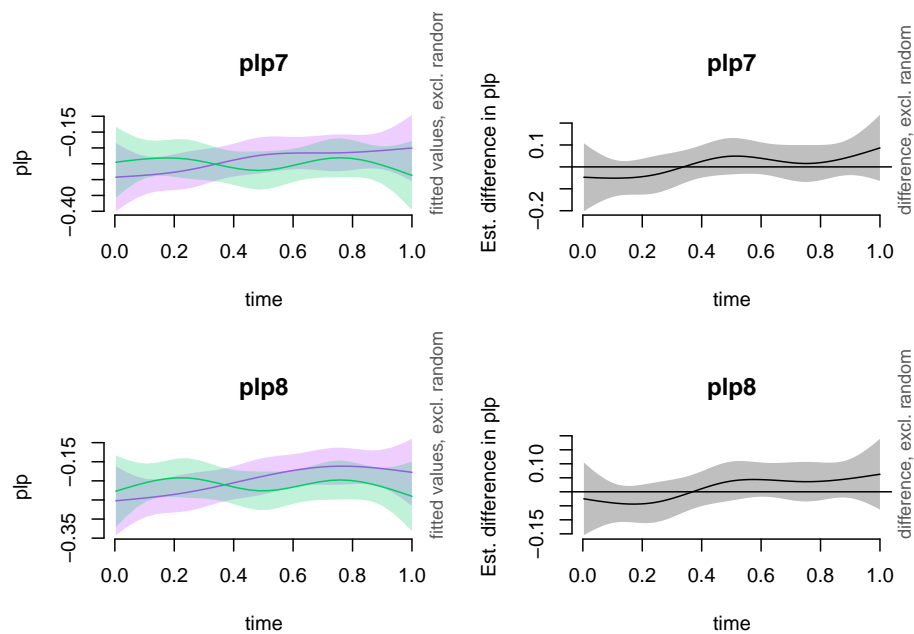 plp7
plp
−0.15
−0.40
0.0 0.2 0.4 0.6 0.8 1.0
time
fitted values, excl. random
plp7
Est. difference in plp
0.1
−0.2
0.0 0.2 0.4 0.6 0.8 1.0
time
difference, excl. random
plp8
plp
−0.15
−0.35
0.0 0.2 0.4 0.6 0.8 1.0
time
fitted values, excl. random
plp8
Est. difference in plp
0.10
−0.15
0.0 0.2 0.4 0.6 0.8 1.0
time
difference, excl. random